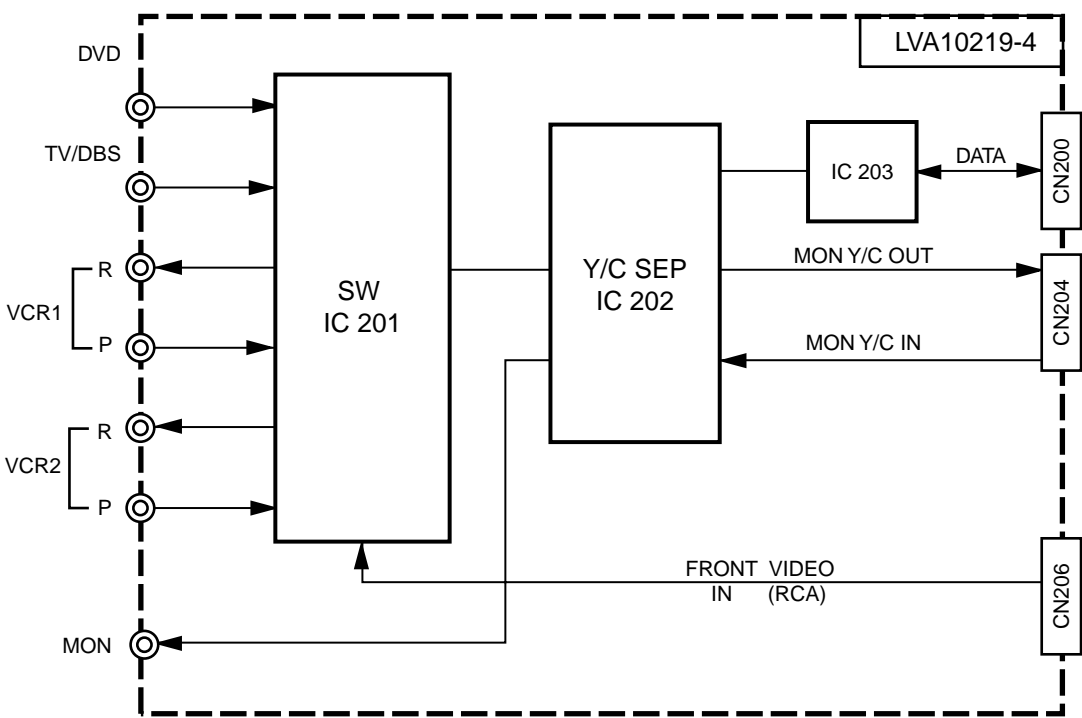 LVA10219-4
DVD
TV/DBS
VCR1
R
P
VCR2
R
P
MON
SW
IC 201
Y/C SEP
IC 202
IC 203
DATA
CN200
MON Y/C OUT
CN204
MON Y/C IN
FRONT VIDEO
IN (RCA)
CN206